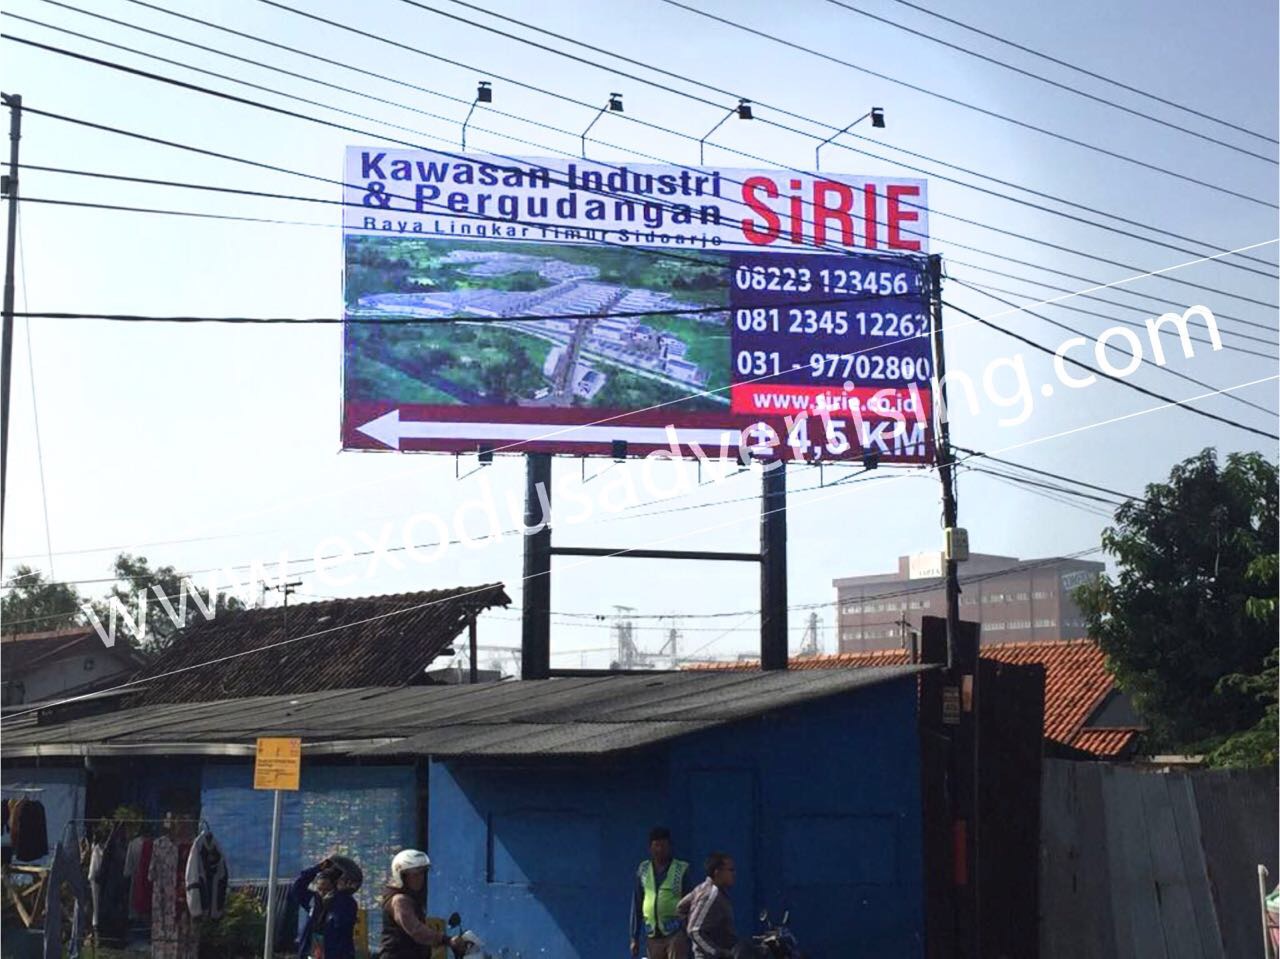 Kawasan Industri
& Pergudangan
Raya Lingkar Timur Sidoarjo
SiRIE
08223 123456
081 2345 12262
031 - 97702800
www.sirie.co.id
± 4,5 KM
www.exodusadvertising.com